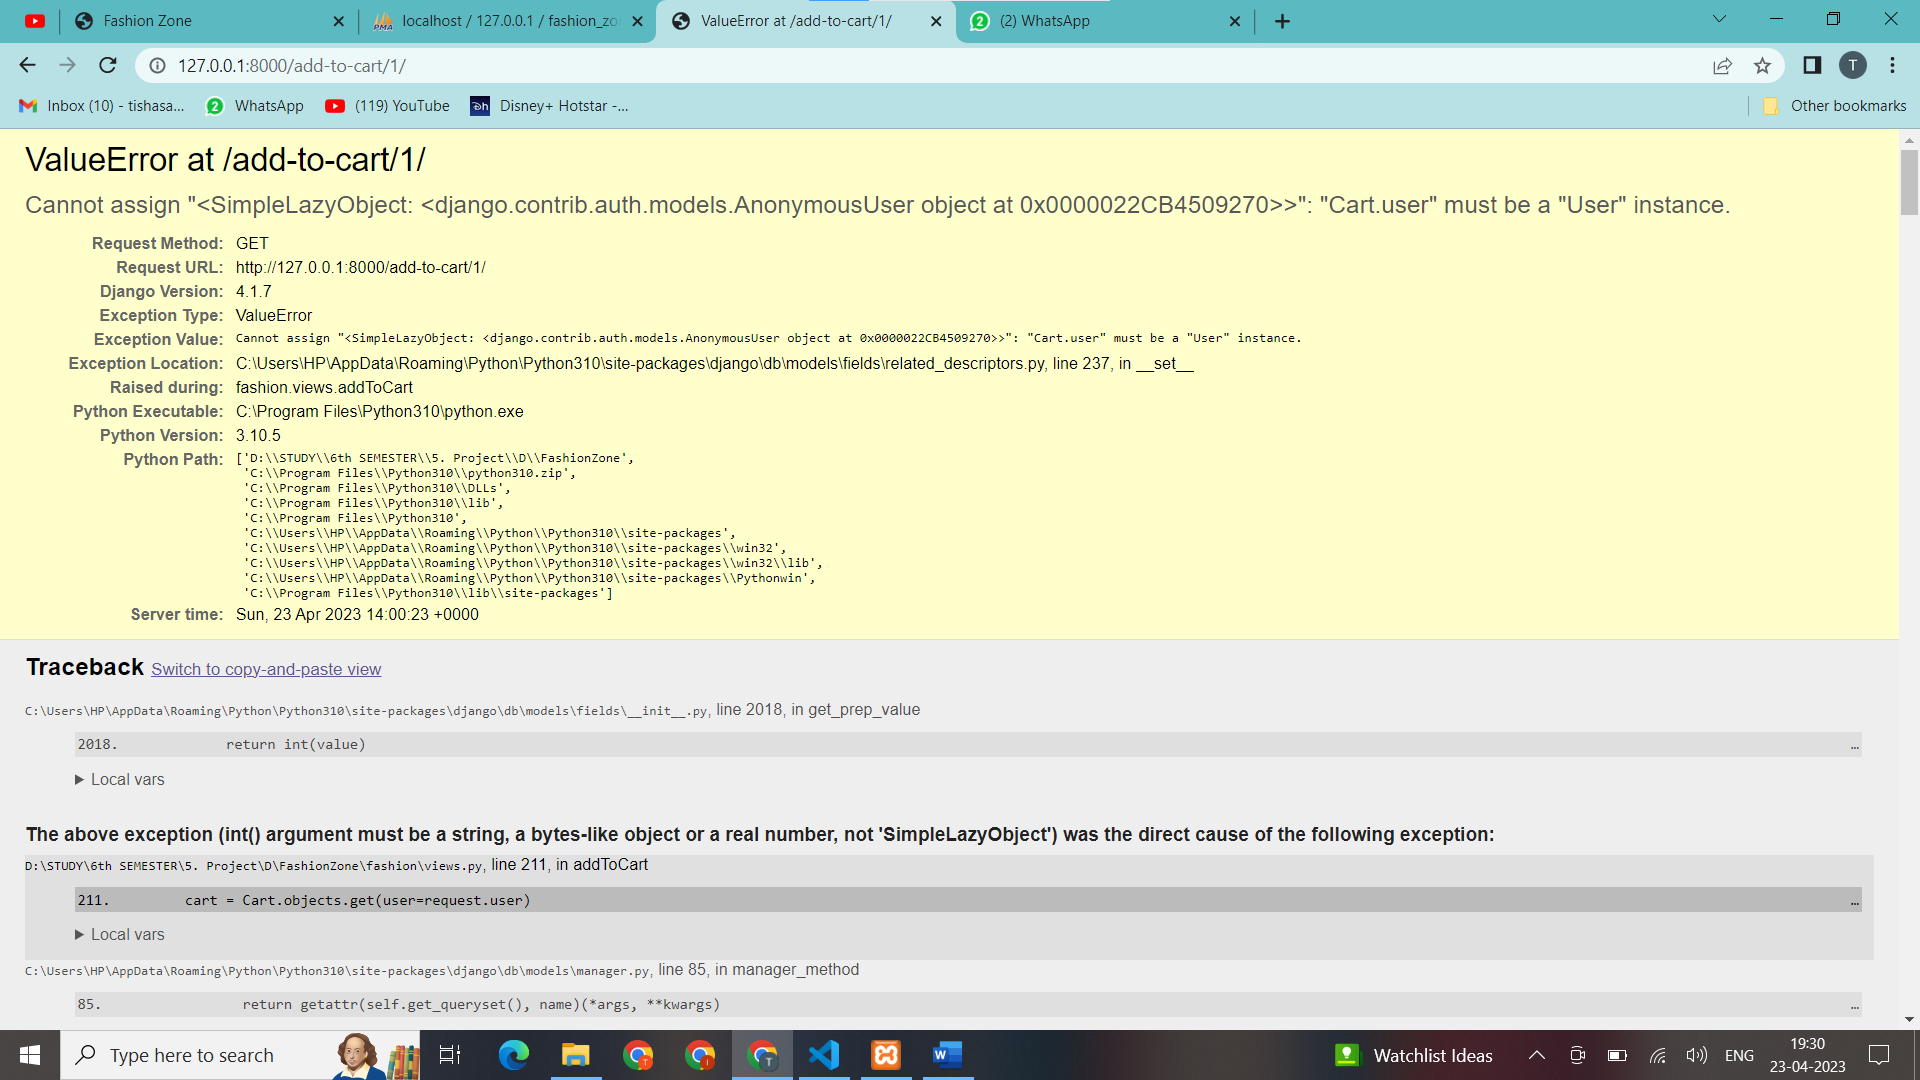 Fashion Zone
localhost / 127.0.0.1 / fashion_zo
ValueError at /add-to-cart/1/
(2) WhatsApp
127.0.0.1:8000/add-to-cart/1/
T
Inbox (10) - tishasa...
WhatsApp
(119) YouTube
Disney+ Hotstar -...
Other bookmarks
ValueError at /add-to-cart/1/
Cannot assign "<SimpleLazyObject: <django.contrib.auth.models.AnonymousUser object at 0x0000022CB4509270>>": "Cart.user" must be a "User" instance.
Request Method: GET
Request URL: http://127.0.0.1:8000/add-to-cart/1/
Django Version: 4.1.7
Exception Type: ValueError
Exception Value: Cannot assign "<SimpleLazyObject: <django.contrib.auth.models.AnonymousUser object at 0x0000022CB4509270>>": "Cart.user" must be a "User" instance.
Exception Location: C:\Users\HP\AppData\Roaming\Python\Python310\site-packages\django\db\models\fields\related_descriptors.py, line 237, in __set__
Raised during: fashion.views.addToCart
Python Executable: C:\Program Files\Python310\python.exe
Python Version: 3.10.5
Python Path: ['D:\\STUDY\\6th SEMESTER\\5. Project\\D\\FashionZone',
'C:\\Program Files\\Python310\\python310.zip',
'C:\\Program Files\\Python310\\DLLs',
'C:\\Program Files\\Python310\\lib',
'C:\\Program Files\\Python310',
'C:\\Users\\HP\\AppData\\Roaming\\Python\\Python310\\site-packages',
'C:\\Users\\HP\\AppData\\Roaming\\Python\\Python310\\site-packages\\win32',
'C:\\Users\\HP\\AppData\\Roaming\\Python\\Python310\\site-packages\\win32\\lib',
'C:\\Users\\HP\\AppData\\Roaming\\Python\\Python310\\site-packages\\Pythonwin',
'C:\\Program Files\\Python310\\lib\\site-packages']
Server time: Sun, 23 Apr 2023 14:00:23 +0000
Traceback Switch to copy-and-paste view
C:\Users\HP\AppData\Roaming\Python\Python310\site-packages\django\db\models\fields\__init__.py, line 2018, in get_prep_value
2018. return int(value) …
Local vars
The above exception (int() argument must be a string, a bytes-like object or a real number, not 'SimpleLazyObject') was the direct cause of the following exception:
D:\STUDY\6th SEMESTER\5. Project\D\FashionZone\fashion\views.py, line 211, in addToCart
211. cart = Cart.objects.get(user=request.user) …
Local vars
C:\Users\HP\AppData\Roaming\Python\Python310\site-packages\django\db\models\manager.py, line 85, in manager_method
85. return getattr(self.get_queryset(), name)(*args, **kwargs) …
Type here to search
Watchlist Ideas
ENG
19:30
23-04-2023